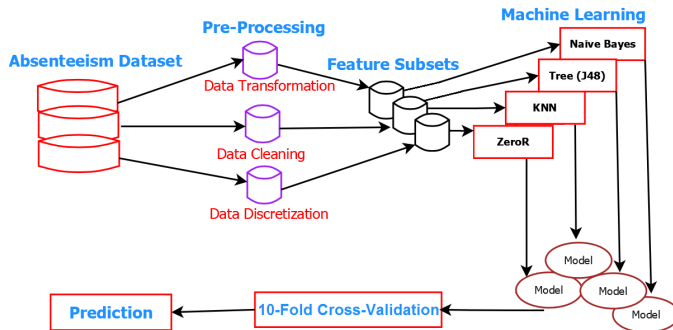 Machine Learning
Pre-Processing
Absenteeism Dataset
Feature Subsets
Naive Bayes
Tree (J48)
Data Transformation
KNN
ZeroR
Data Cleaning
Data Discretization
Model
Model
Model
Model
Prediction
10-Fold Cross-Validation